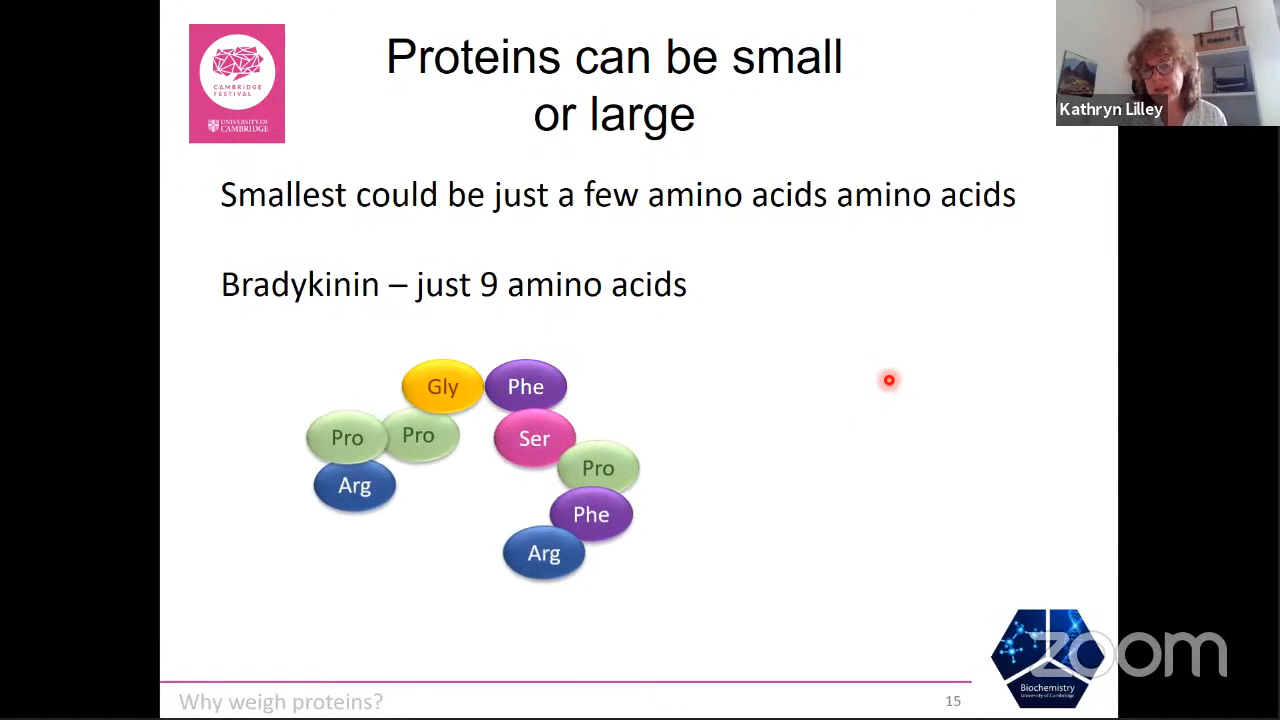 Proteins can be small
or large
CAMBRIDGE
FESTIVAL
UNIVERSITY OF
CAMBRIDGE
Kathryn Lilley
Smallest could be just a few amino acids amino acids
Bradykinin – just 9 amino acids
Gly
Phe
Pro
Pro
Ser
Arg
Pro
Phe
Arg
zoom
Biochemistry
University of Cambridge
Why weigh proteins?
15